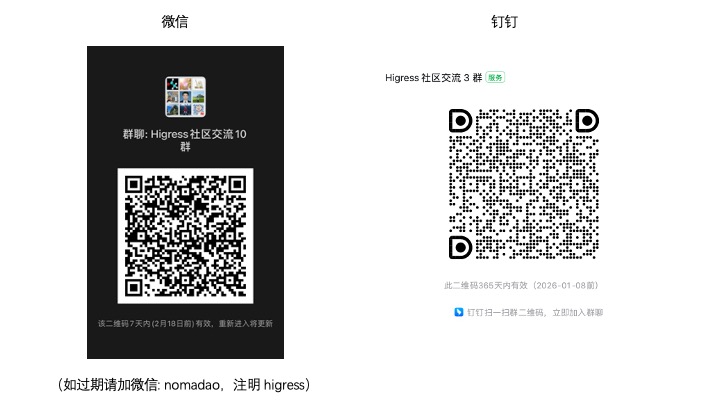 微信
钉钉
群聊: Higress社区交流10
群
该二维码7天内(2月18日前)有效，重新进入将更新
（如过期请加微信: nomadao，注明 higress）
Higress 社区交流 3 群 服务
此二维码365天内有效（2026-01-08前）
钉钉扫一扫群二维码，立即加入群聊